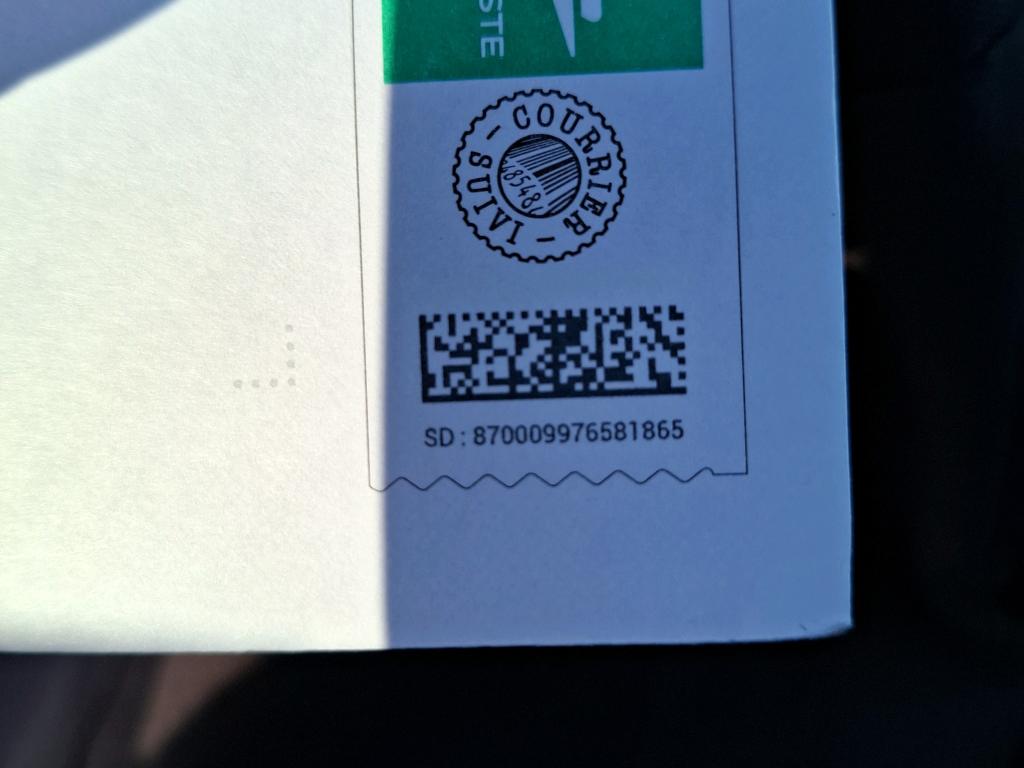 STE
COURRIER - SUIVI -
8548
SD : 870009976581865